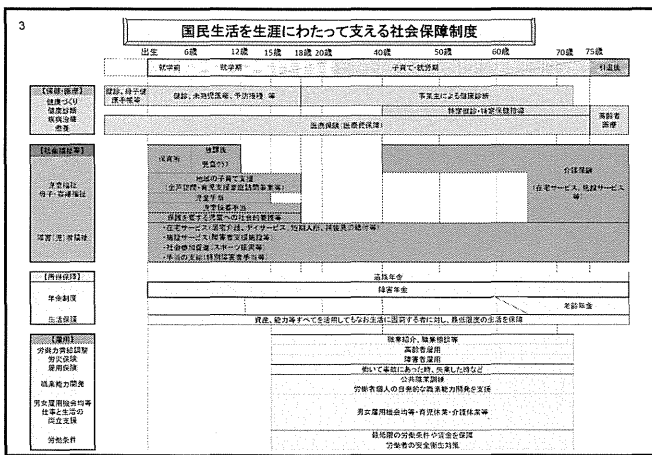 3
国民生活を生涯にわたって支える社会保障制度
出生 6歳 12歳 15歳 18歳 20歳 40歳 50歳 60歳 70歳 75歳
就学前 就学期 子育て・就労期 引退後
【保健・医療】
健康づくり
健康診断
疾病治療
療養
健診、母子健康手帳等
健診、未熟児医療、予防接種 等
事業主による健康診断
特定健診・特定保健指導
高齢者医療
医療保険(医療費保障)
【社会福祉等】
児童福祉
母子・寡婦福祉
障害(児)者福祉
保育所
放課後児童クラブ
地域の子育て支援
(全戸訪問・育児支援家庭訪問事業等)
児童手当
児童扶養手当
保護を要する児童への社会的養護等
介護保険
(在宅サービス、施設サービス等)
・在宅サービス(居宅介護、デイサービス、短期入所、補装具の給付等)
・施設サービス(障害者支援施設等)
・社会参加促進(スポーツ振興等)
・手当の支給(特別障害者手当等)
【所得保障】
年金制度
生活保障
遺族年金
障害年金
老齢年金
資産、能力等すべてを活用してもなお生活に困窮する者に対し、最低限度の生活を保障
【雇用】
労働力需給調整
労災保険
雇用保険
職業能力開発
男女雇用機会均等
仕事と生活の
両立支援
労働条件
職業紹介、職業相談等
高齢者雇用
障害者雇用
働いて事故にあった時、失業した時など
公共職業訓練
労働者個人の自発的な職業能力開発を支援
男女雇用機会均等・育児休業・介護休業等
最低限の労働条件や賃金を保障
労働者の安全衛生対策